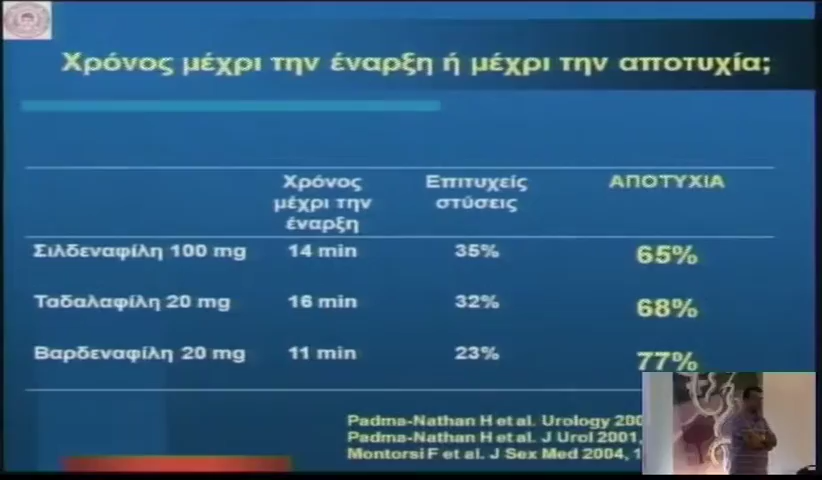 Χρόνος μέχρι την έναρξη ή μέχρι την αποτυχία;
Χρόνος μέχρι την έναρξη Επιτυχείς στύσεις ΑΠΟΤΥΧΙΑ
Σιλδεναφίλη 100 mg 14 min 35% 65%
Ταδαλαφίλη 20 mg 16 min 32% 68%
Βαρδεναφίλη 20 mg 11 min 23% 77%
Padma-Nathan H et al. Urology
Padma-Nathan H et al. J Urol 2001,
Montorsi F et al. J Sex Med 2004, 1